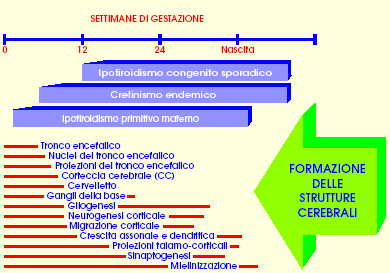 SETTIMANE DI GESTAZIONE
0 12 24 Nascita
Ipotiroidismo congenito sporadico
Cretinismo endemico
Ipotiroidismo primitivo materno
Tronco encefalico
Nuclei del tronco encefalico
Proiezioni del tronco encefalico
Corteccia cerebrale (CC)
Cervelletto
Gangli della base
Gliogenesi
Neurogenesi corticale
Migrazione corticale
Crescita assonale e dendritica
Proiezioni talamo-corticali
Sinaptogenesi
Mielinizzazione
FORMAZIONE
DELLE
STRUTTURE
CEREBRALI